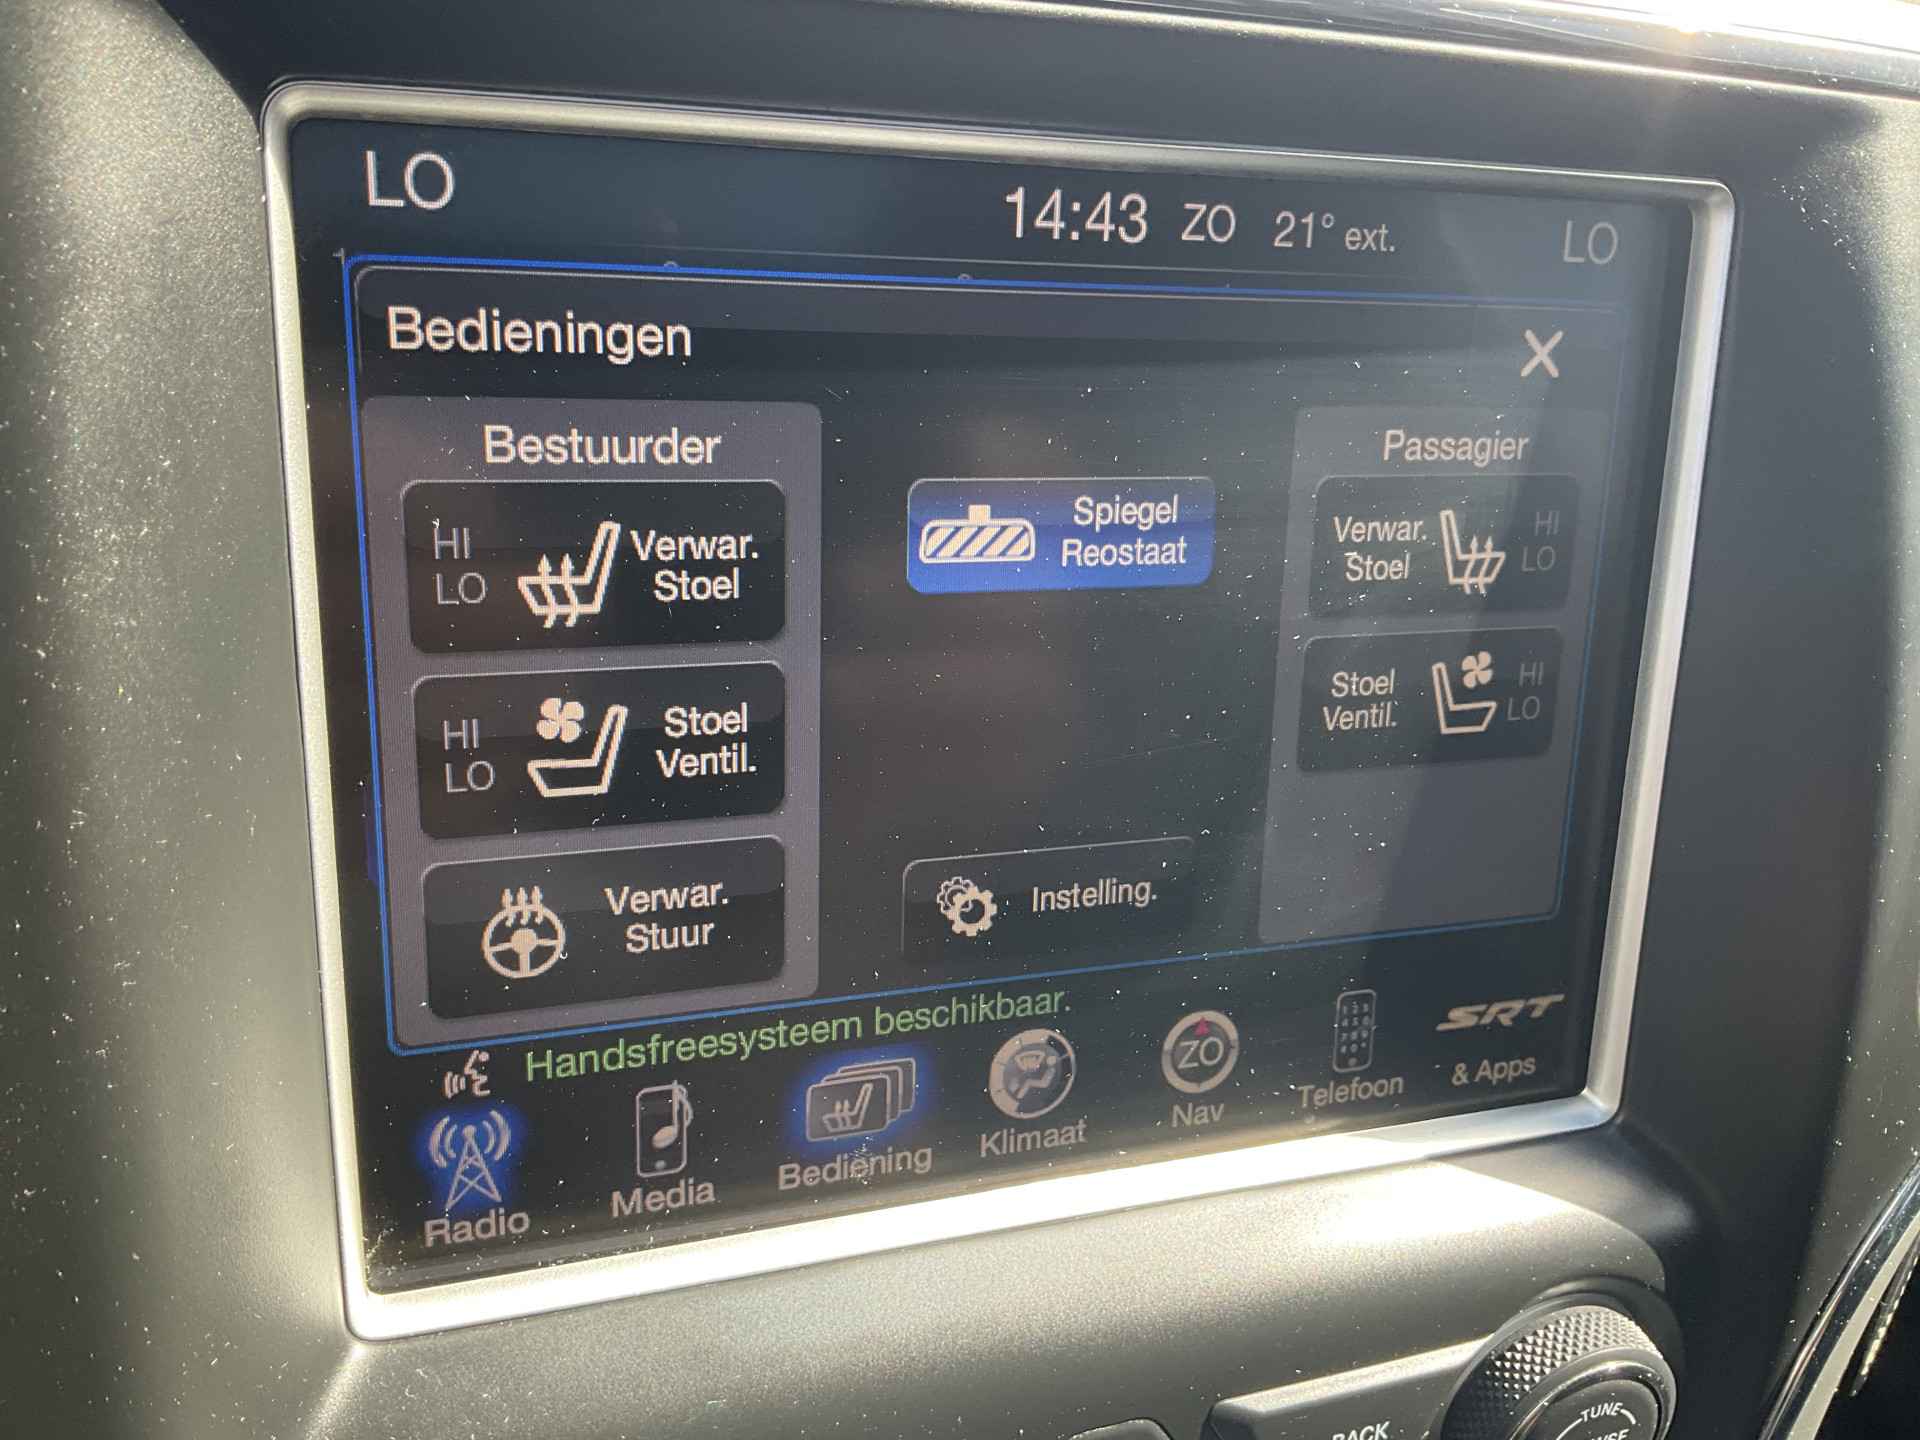 LO
14:43 ZO 21° ext.
LO
Bedieningen
X
Bestuurder
HI
LO
Verwar.
Stoel
HI
LO
Stoel
Ventil.
Verwar.
Stuur
Spiegel
Reostaat
Instelling.
Passagier
Verwar.
Stoel
HI
LO
Stoel
Ventil.
HI
LO
Handsfreesysteem beschikbaar.
Radio
Media
Bediening
Klimaat
ZO
Nav
Telefoon
SRT
& Apps
BACK
TUNE